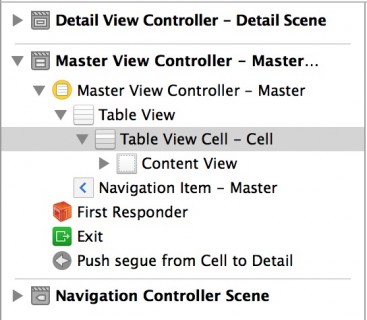 Detail View Controller – Detail Scene
Master View Controller – Master...
Master View Controller – Master
Table View
Table View Cell – Cell
Content View
Navigation Item – Master
First Responder
Exit
Push segue from Cell to Detail
Navigation Controller Scene